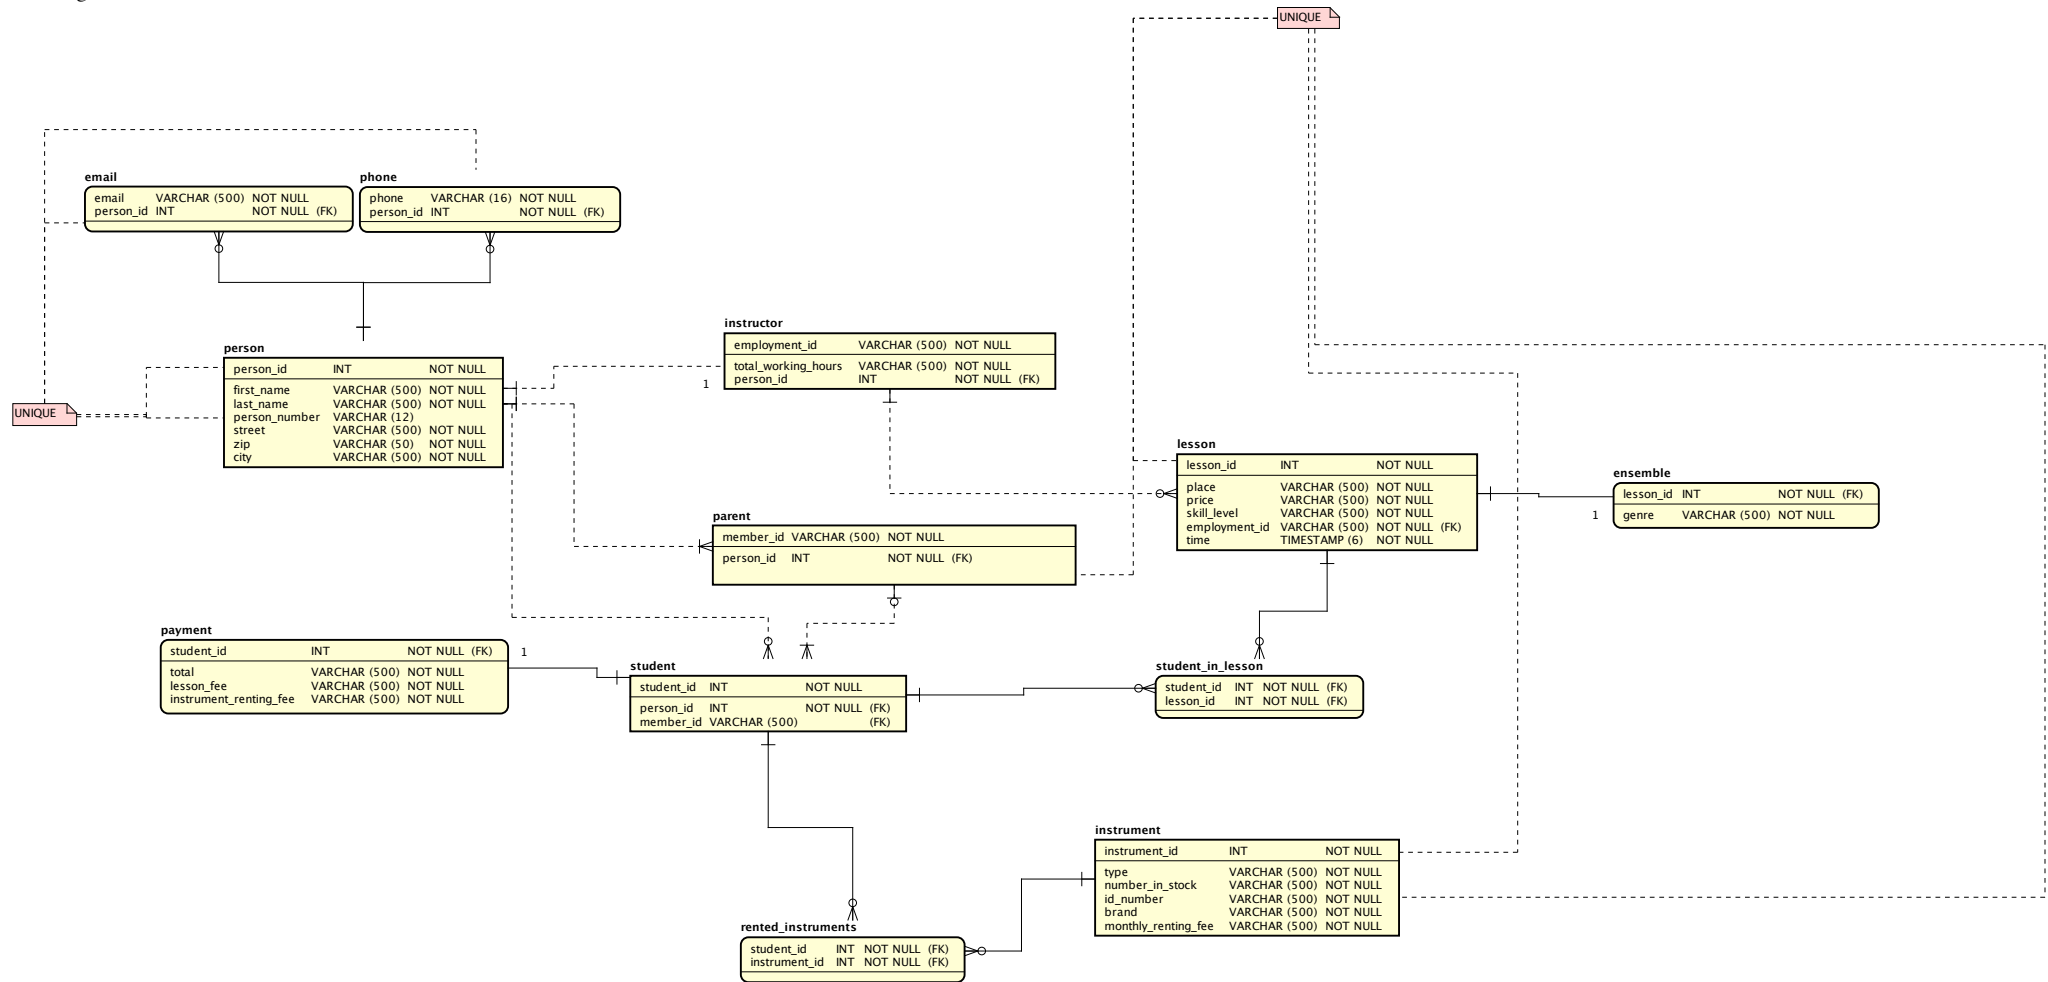 UNIQUE
email
email VARCHAR (500) NOT NULL
person_id INT NOT NULL (FK)
phone
phone VARCHAR (16) NOT NULL
person_id INT NOT NULL (FK)
instructor
employment_id VARCHAR (500) NOT NULL
total_working_hours VARCHAR (500) NOT NULL
person_id INT NOT NULL (FK)
1
person
person_id INT NOT NULL
first_name VARCHAR (500) NOT NULL
last_name VARCHAR (500) NOT NULL
person_number VARCHAR (12)
street VARCHAR (500) NOT NULL
zip VARCHAR (50) NOT NULL
city VARCHAR (500) NOT NULL
UNIQUE
lesson
lesson_id INT NOT NULL
place VARCHAR (500) NOT NULL
price VARCHAR (500) NOT NULL
skill_level VARCHAR (500) NOT NULL
employment_id VARCHAR (500) NOT NULL (FK)
time TIMESTAMP (6) NOT NULL
ensemble
lesson_id INT NOT NULL (FK)
genre VARCHAR (500) NOT NULL
1
parent
member_id VARCHAR (500) NOT NULL
person_id INT NOT NULL (FK)
payment
student_id INT NOT NULL (FK)
total VARCHAR (500) NOT NULL
lesson_fee VARCHAR (500) NOT NULL
instrument_renting_fee VARCHAR (500) NOT NULL
1
student
student_id INT NOT NULL
person_id INT NOT NULL (FK)
member_id VARCHAR (500) (FK)
student_in_lesson
student_id INT NOT NULL (FK)
lesson_id INT NOT NULL (FK)
instrument
instrument_id INT NOT NULL
type VARCHAR (500) NOT NULL
number_in_stock VARCHAR (500) NOT NULL
id_number VARCHAR (500) NOT NULL
brand VARCHAR (500) NOT NULL
monthly_renting_fee VARCHAR (500) NOT NULL
rented_instruments
student_id INT NOT NULL (FK)
instrument_id INT NOT NULL (FK)